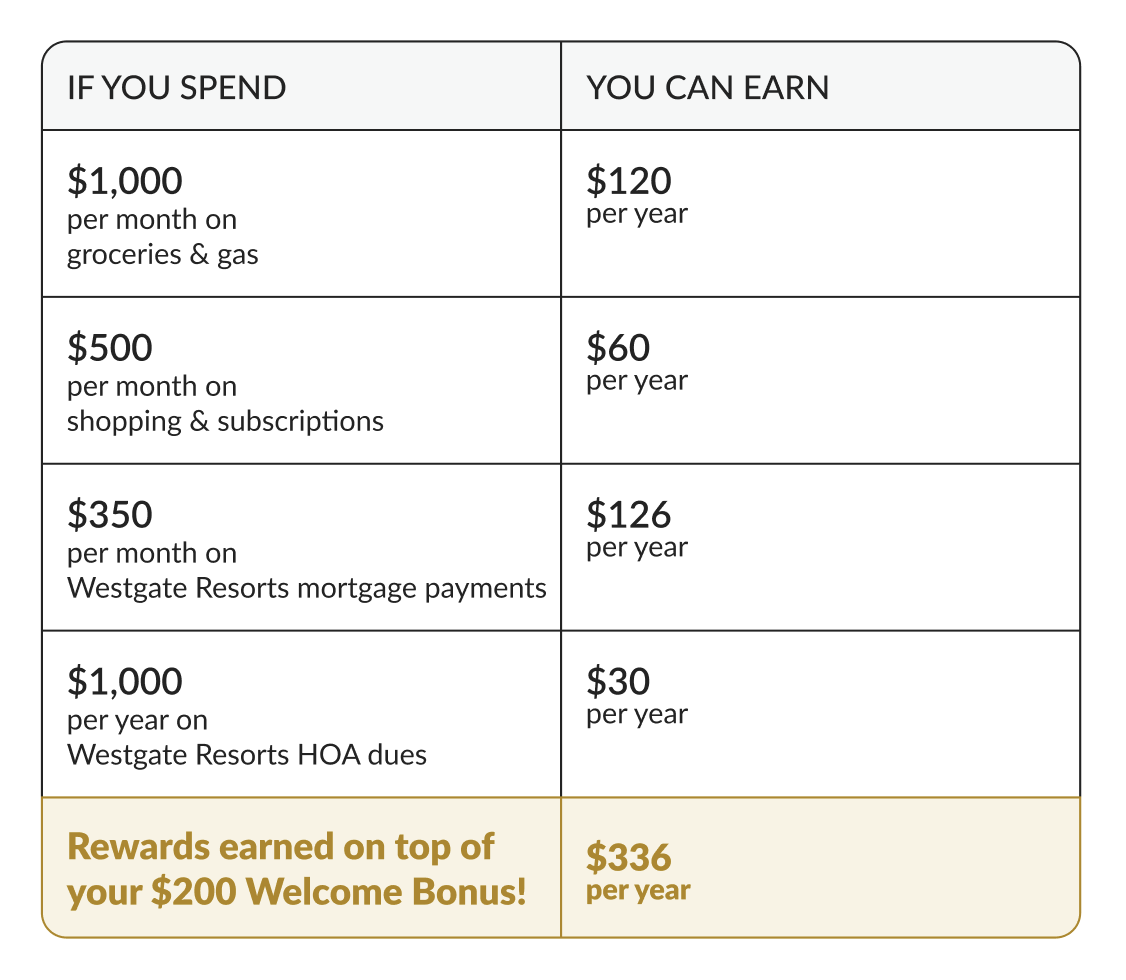 IF YOU SPEND
YOU CAN EARN
$1,000
per month on
groceries & gas
$120
per year
$500
per month on
shopping & subscriptions
$60
per year
$350
per month on
Westgate Resorts mortgage payments
$126
per year
$1,000
per year on
Westgate Resorts HOA dues
$30
per year
Rewards earned on top of
your $200 Welcome Bonus!
$336
per year